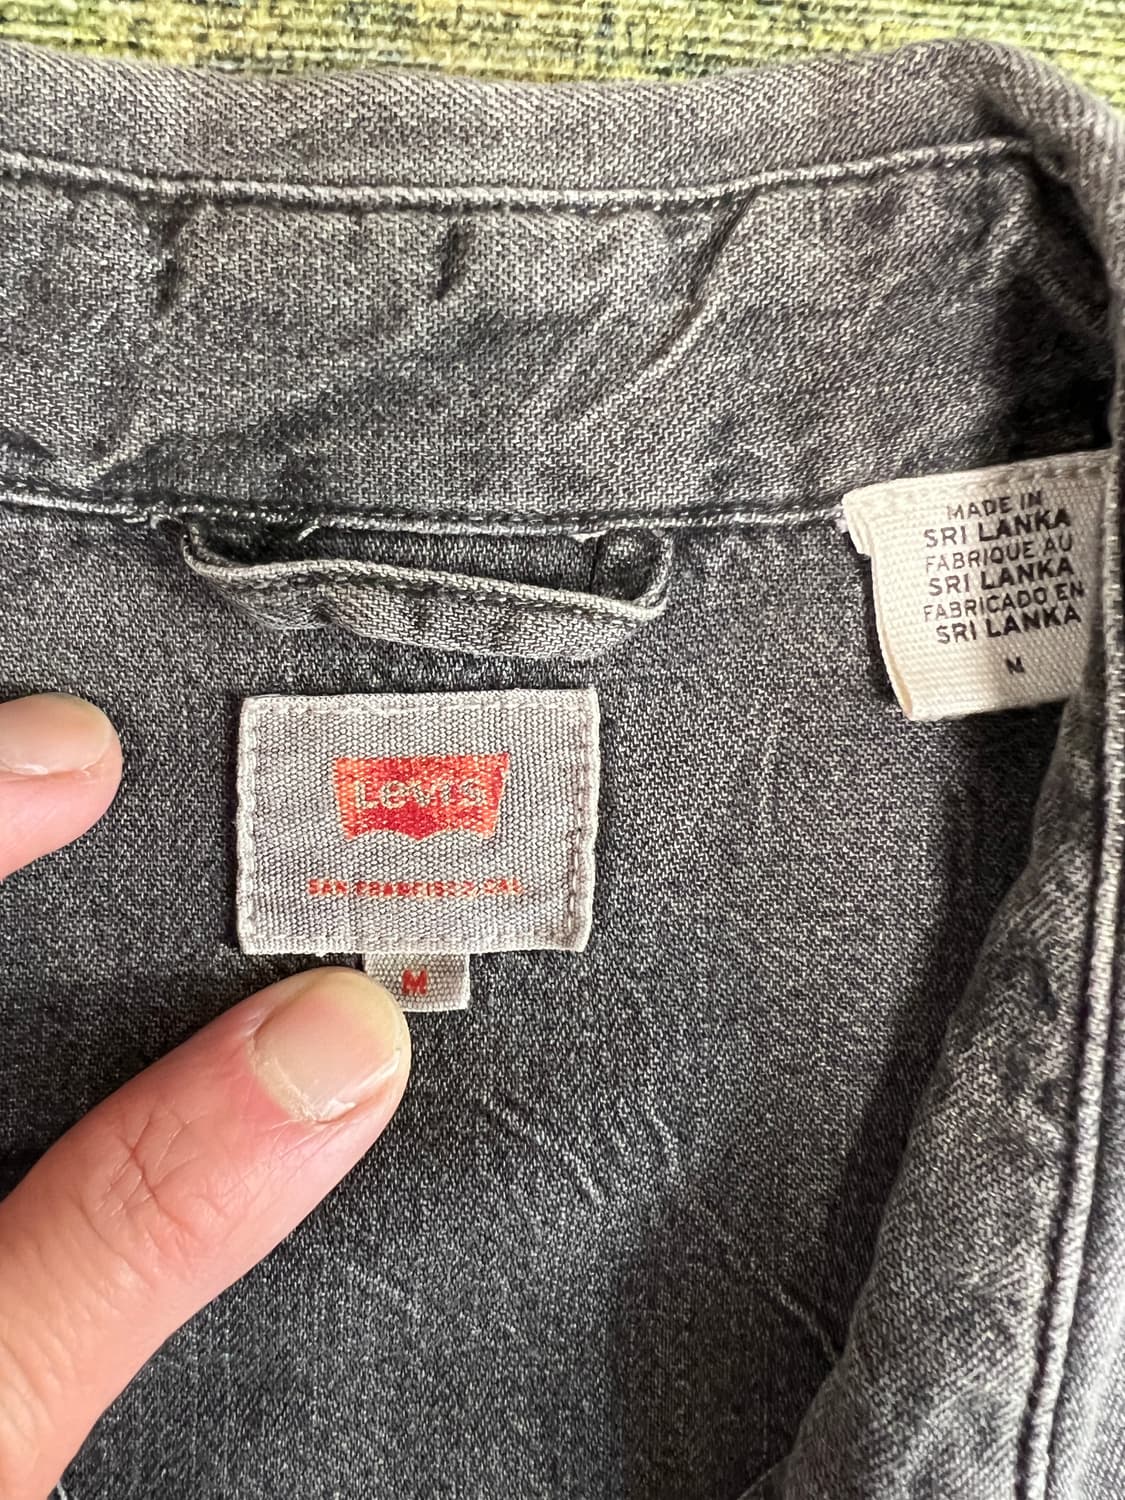 Levi's
SAN FRANCISCO, CAL
M
MADE IN
SRI LANKA
FABRIQUE AU
SRI LANKA
FABRICADO EN
SRI LANKA
M